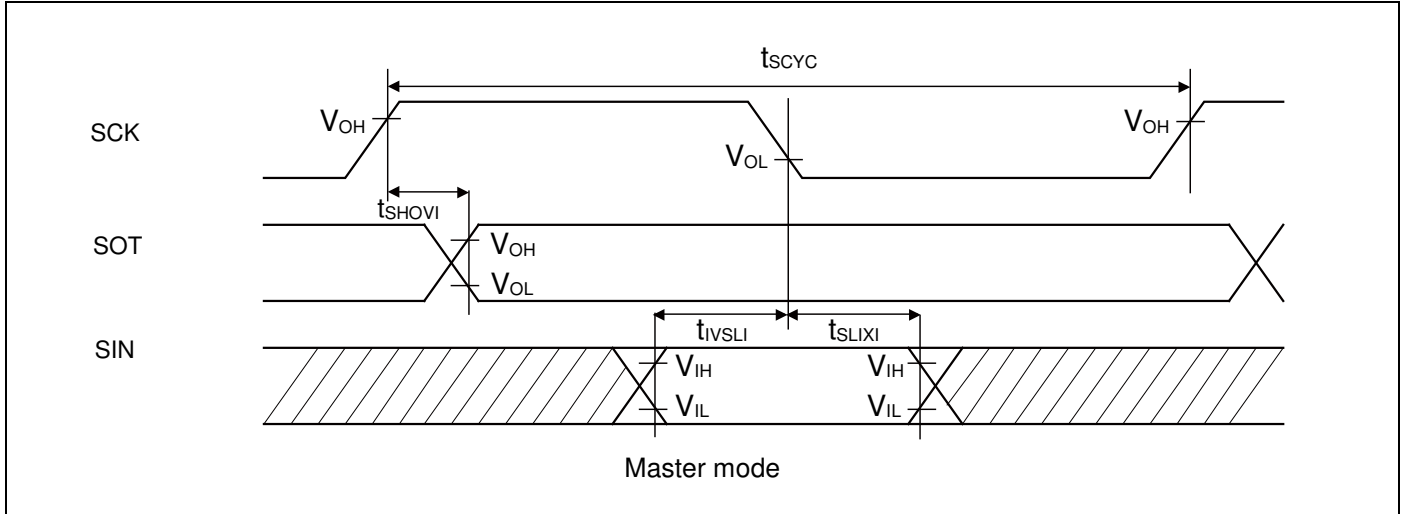 tSCYC
SCK
VOH
VOH
VOL
tSHOVI
SOT
VOH
VOL
tIVSLI
tSLIXI
SIN
VIH
VIH
VIL
VIL
Master mode